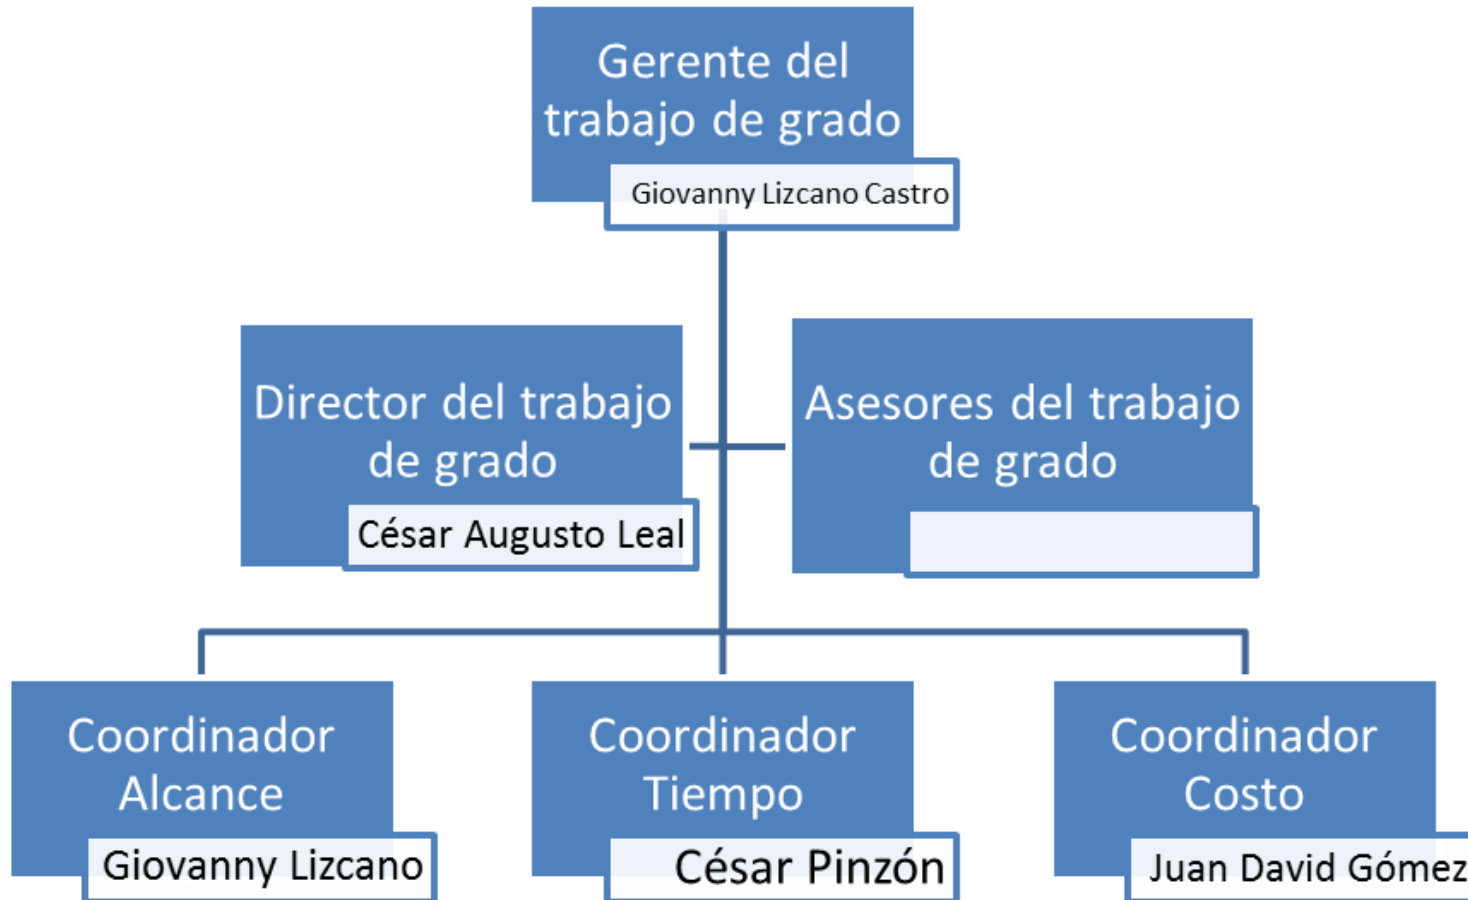 Gerente del
trabajo de grado
Giovanny Lizcano Castro
Director del trabajo
de grado
César Augusto Leal
Asesores del trabajo
de grado
Coordinador
Alcance
Giovanny Lizcano
Coordinador
Tiempo
César Pinzón
Coordinador
Costo
Juan David Gómez